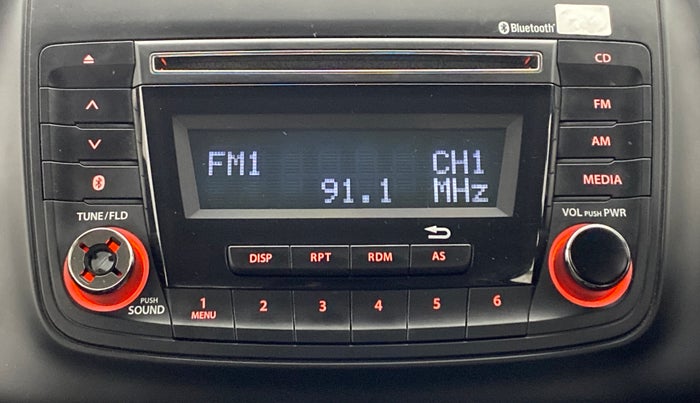 Bluetooth
CD
FM
AM
MEDIA
FM1 CH1
91.1 MHz
TUNE/FLD
PUSH
SOUND
VOL PUSH PWR
DISP RPT RDM AS
1 2 3 4 5 6
MENU